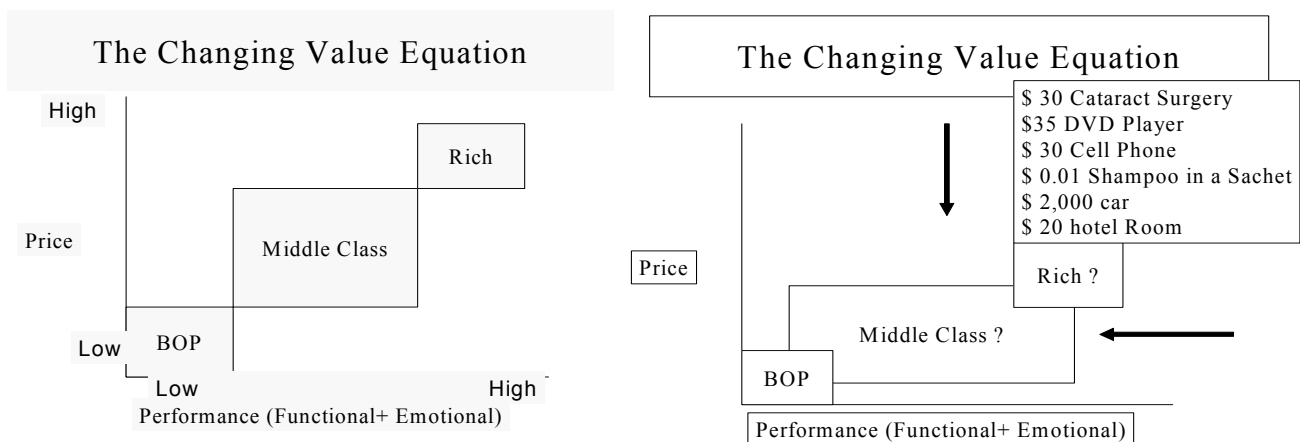 The Changing Value Equation
High
Rich
Middle Class
Price
BOP
Low
Low
High
Performance (Functional+ Emotional)
The Changing Value Equation
$ 30 Cataract Surgery
$35 DVD Player
$ 30 Cell Phone
$ 0.01 Shampoo in a Sachet
$ 2,000 car
$ 20 hotel Room
Price
Rich ?
Middle Class ?
BOP
Performance (Functional+ Emotional)